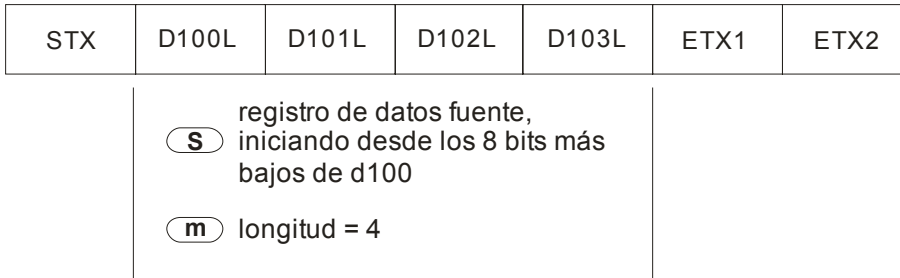 STX D100L D101L D102L D103L ETX1 ETX2
registro de datos fuente,
S iniciando desde los 8 bits más
bajos de d100
m longitud = 4